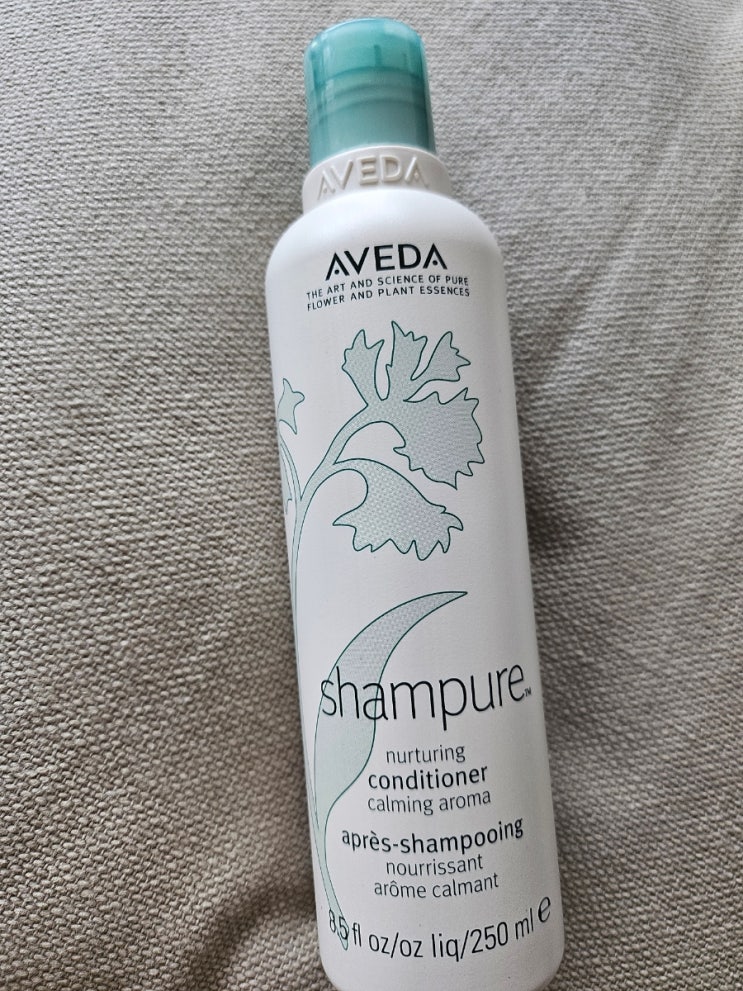 AVEDA
AVEDA
THE ART AND SCIENCE OF PURE
FLOWER AND PLANT ESSENCES
shampure™
nurturing
conditioner
calming aroma
après-shampooing
nourrissant
arôme calmant
8.5 fl oz/oz liq/250 ml e